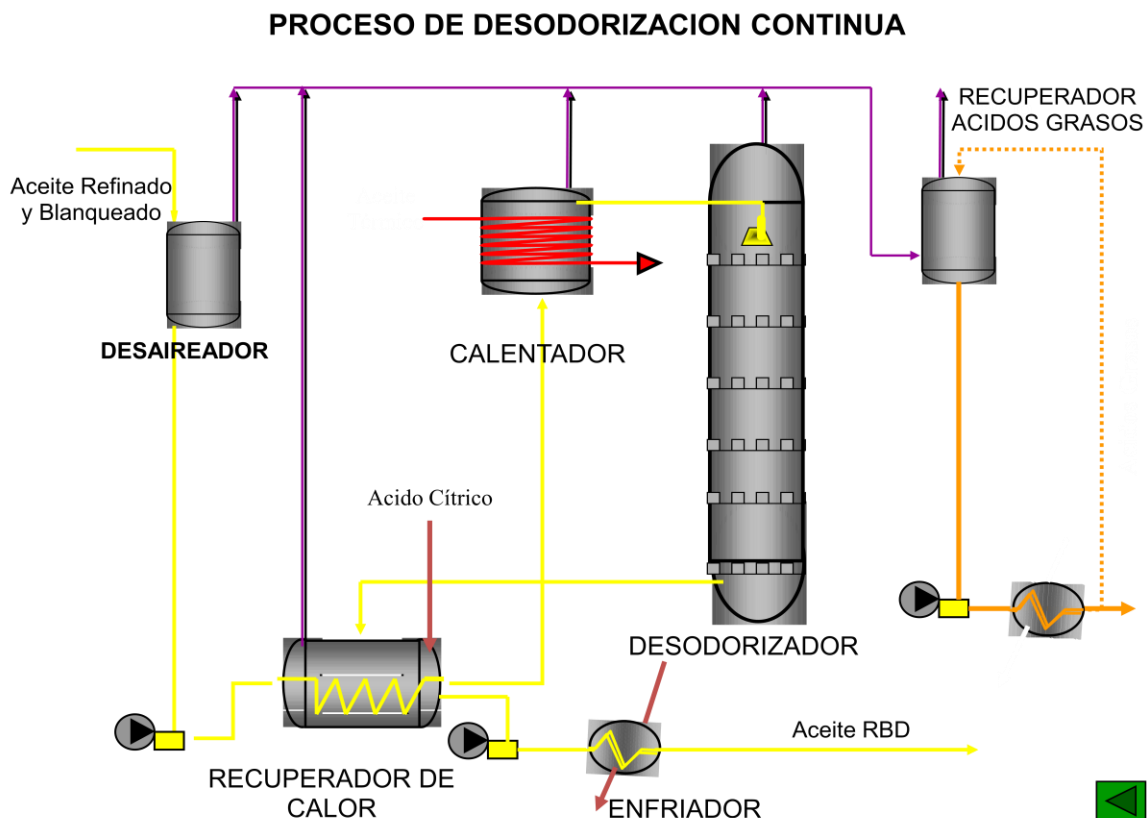 PROCESO DE DESODORIZACION CONTINUA
RECUPERADOR
ACIDOS GRASOS
Aceite Refinado
y Blanqueado
DESAIREADOR
CALENTADOR
Acido Cítrico
DESODORIZADOR
Aceite RBD
RECUPERADOR DE
CALOR
ENFRIADOR